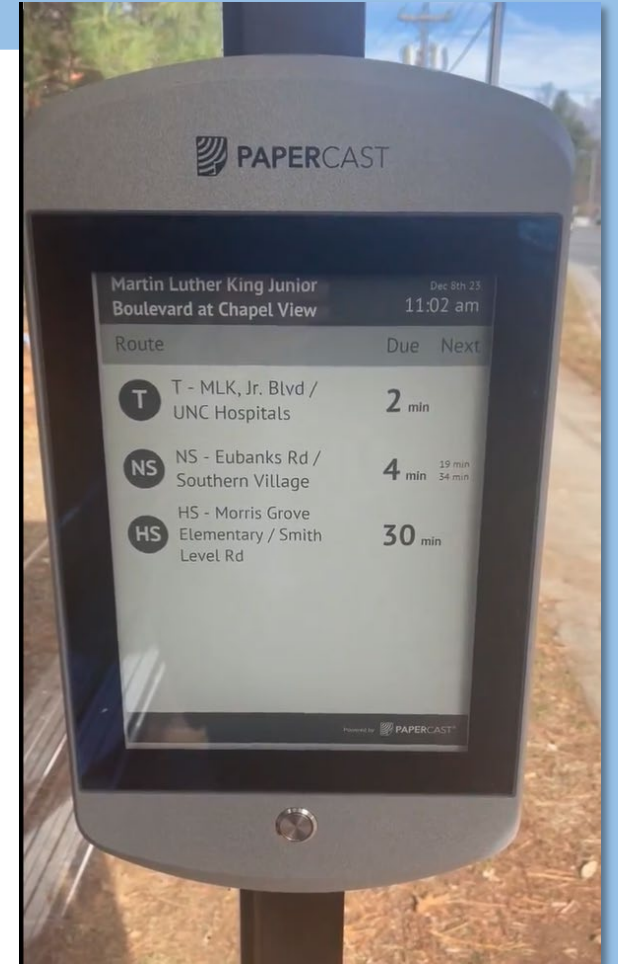 PAPERCAST
Martin Luther King Junior
Boulevard at Chapel View
Dec 8th 23
11:02 am
Route Due Next
T T - MLK, Jr. Blvd /
UNC Hospitals
2 min
NS NS - Eubanks Rd /
Southern Village
4 min
19 min
34 min
HS HS - Morris Grove
Elementary / Smith
Level Rd
30 min
Powered by PAPERCAST